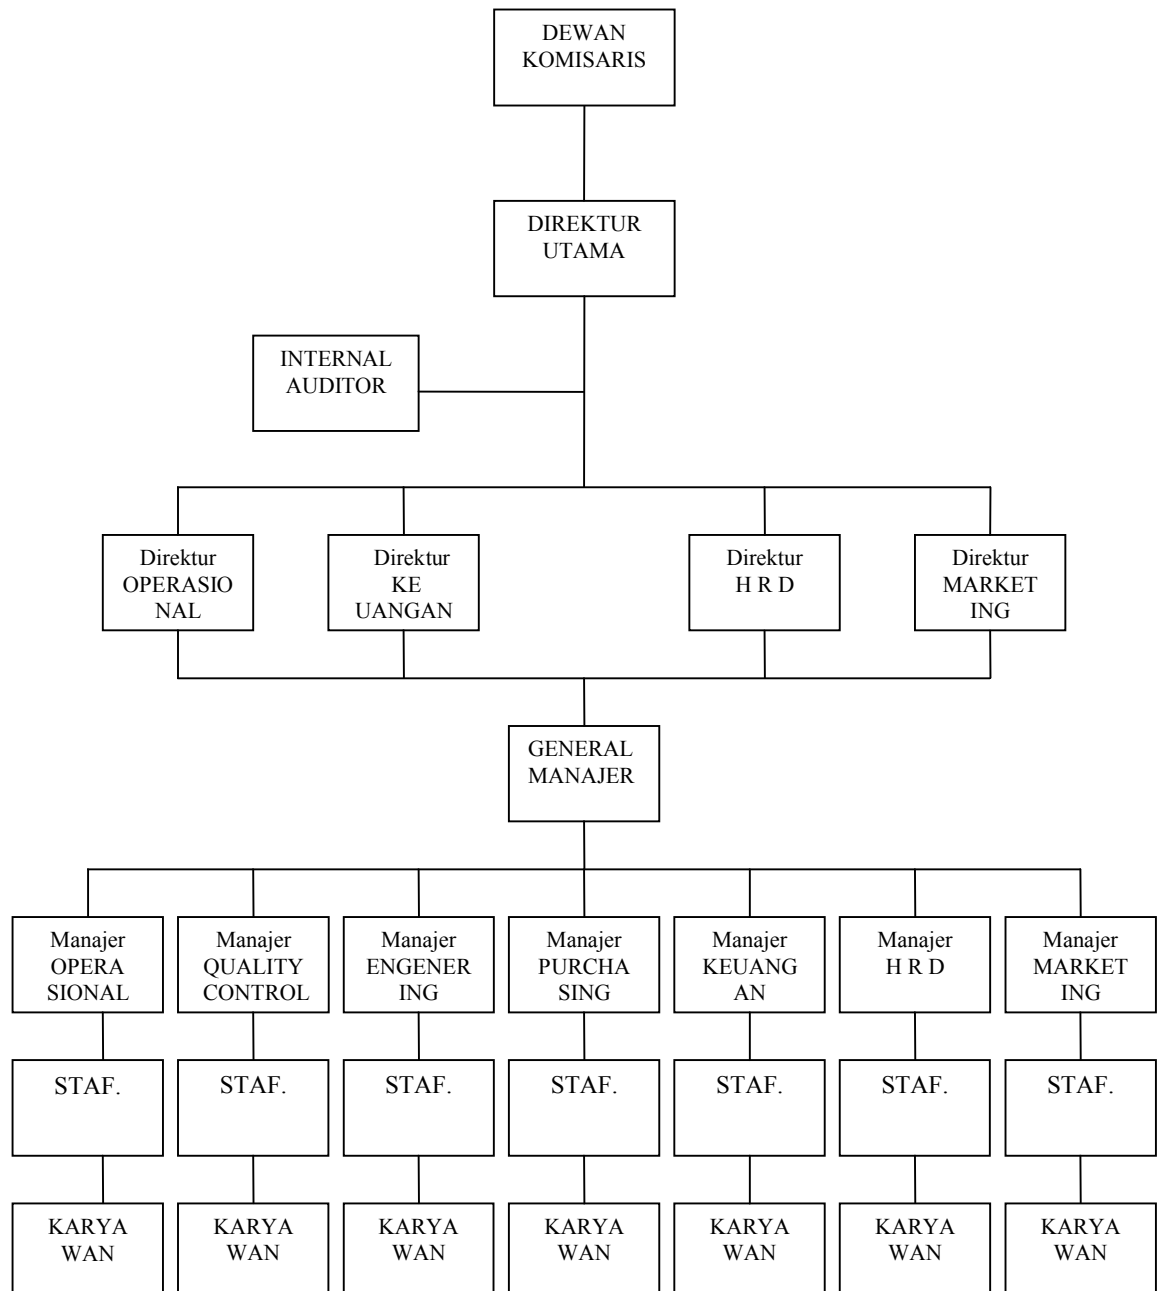 DEWAN
KOMISARIS
DIREKTUR
UTAMA
INTERNAL
AUDITOR
Direktur
OPERASIO
NAL
Direktur
KE
UANGAN
Direktur
H R D
Direktur
MARKET
ING
GENERAL
MANAJER
Manajer
OPERA
SIONAL
Manajer
QUALITY
CONTROL
Manajer
ENGENER
ING
Manajer
PURCHA
SING
Manajer
KEUANG
AN
Manajer
H R D
Manajer
MARKET
ING
STAF.
STAF.
STAF.
STAF.
STAF.
STAF.
STAF.
KARYA
WAN
KARYA
WAN
KARYA
WAN
KARYA
WAN
KARYA
WAN
KARYA
WAN
KARYA
WAN